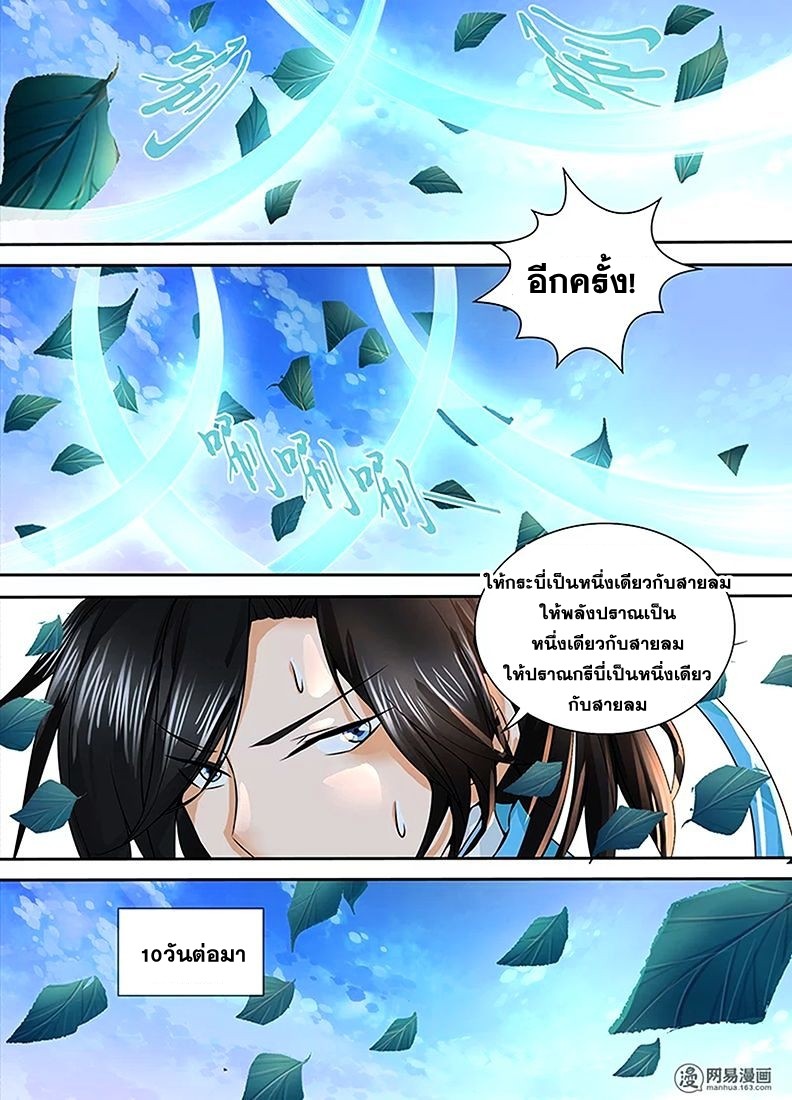 อีกครั้ง!
唰唰唰
ให้กระบี่เป็นหนึ่งเดียวกับสายลม
ให้พลังปราณเป็น
หนึ่งเดียวกับสายลม
ให้ปราณกรีบี่เป็นหนึ่งเดียว
กับสายลม
10วันต่อมา
网易漫画
manhua.163.com